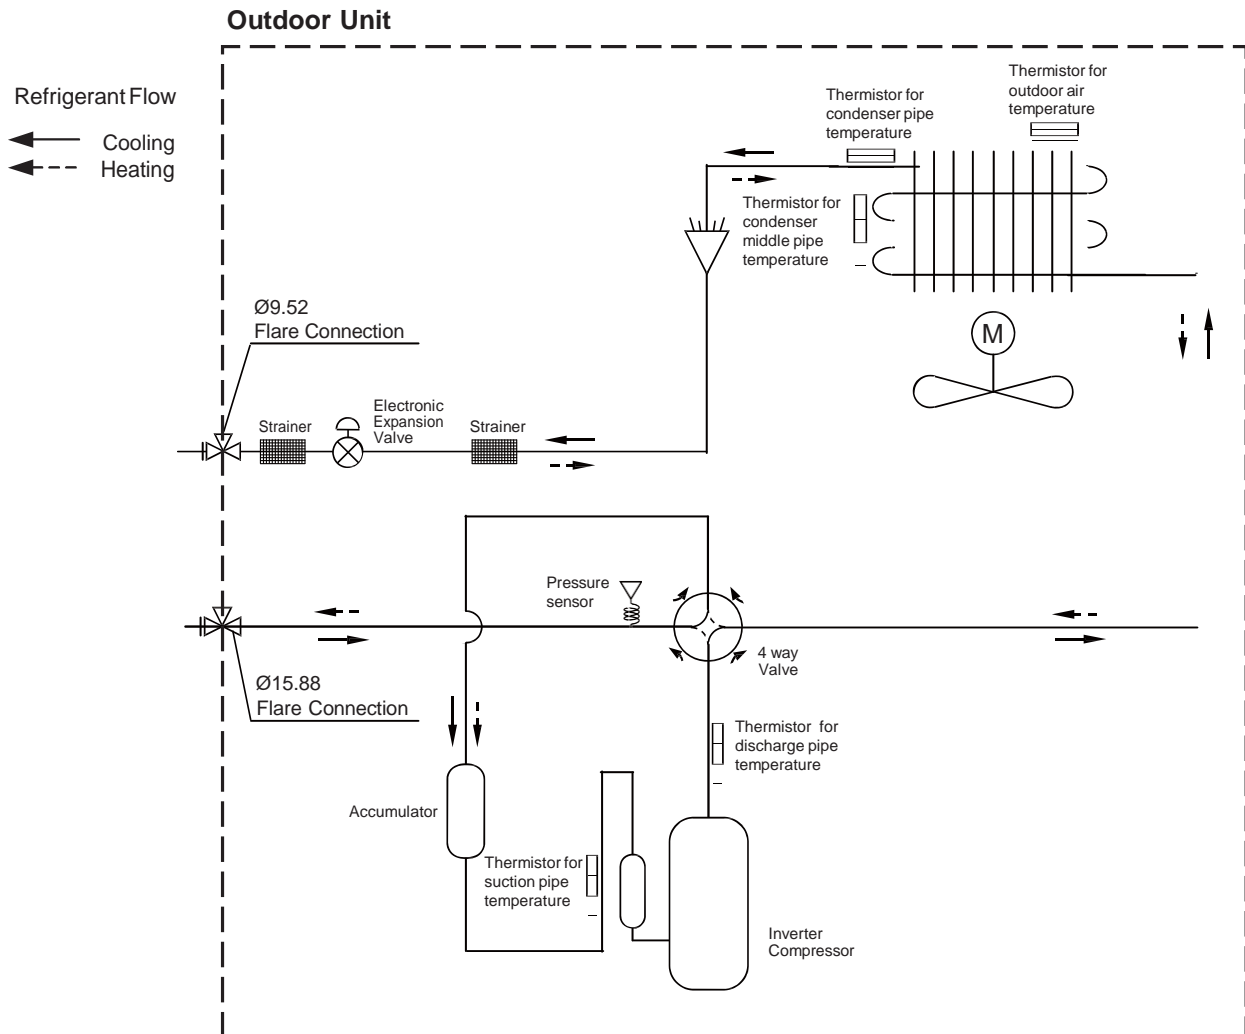 Outdoor Unit
Refrigerant Flow
Cooling
Heating
Thermistor for
outdoor air
temperature
Thermistor for
condenser pipe
temperature
Thermistor for
condenser
middle pipe
temperature
M
Ø9.52
Flare Connection
Strainer
Electronic
Expansion
Valve
Strainer
Pressure
sensor
4 way
Valve
Ø15.88
Flare Connection
Thermistor for
discharge pipe
temperature
Accumulator
Thermistor for
suction pipe
temperature
Inverter
Compressor